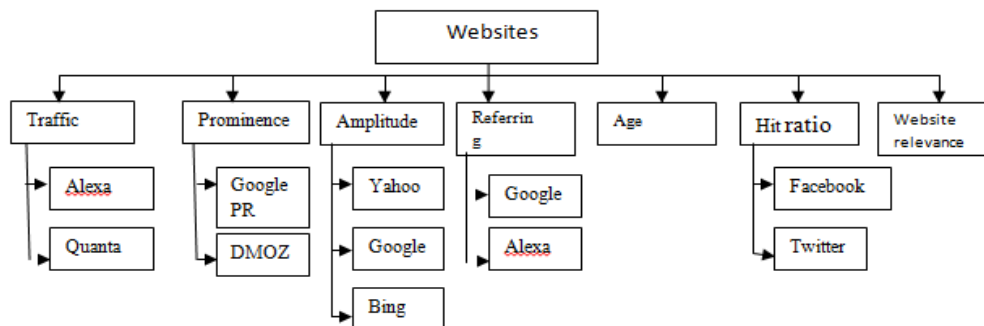 Websites
Traffic
Prominence
Amplitude
Referrin
g
Age
Hit ratio
Website
relevance
Alexa
Quanta
Google
PR
DMOZ
Yahoo
Google
Bing
Google
Alexa
Facebook
Twitter